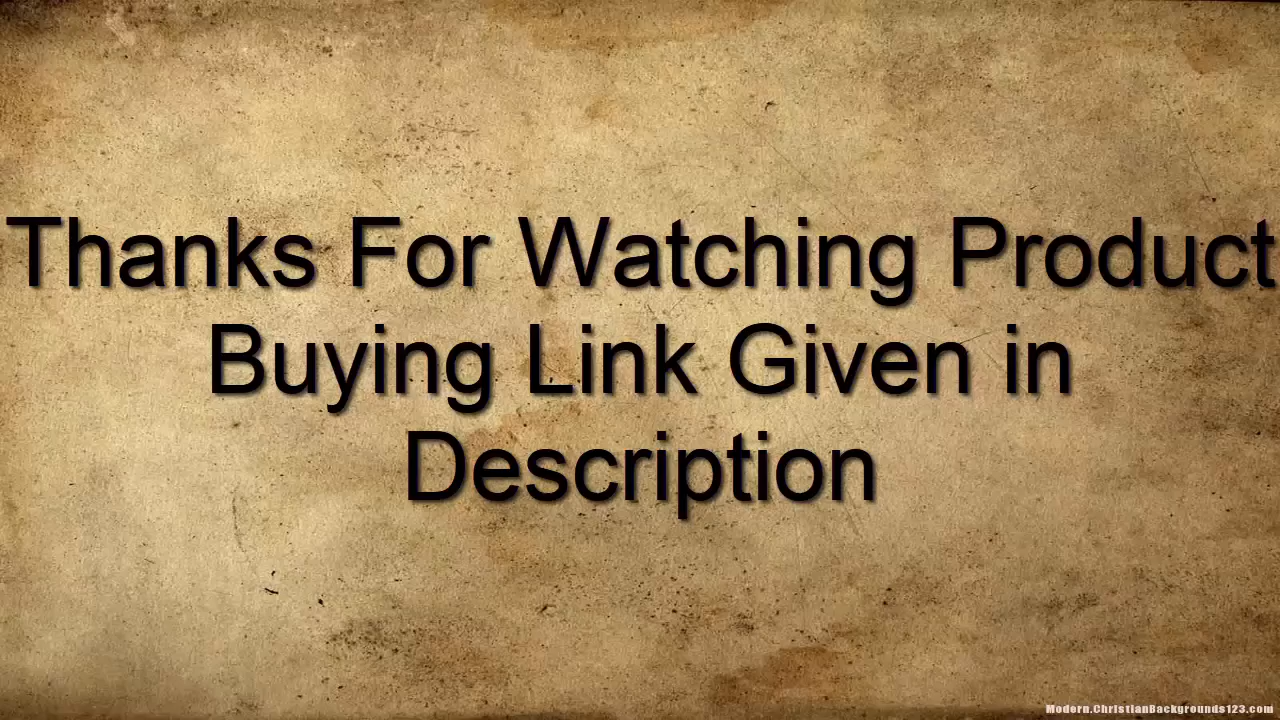 Thanks For Watching Product
Buying Link Given in
Description
Modern.ChristianBackgrounds123.com